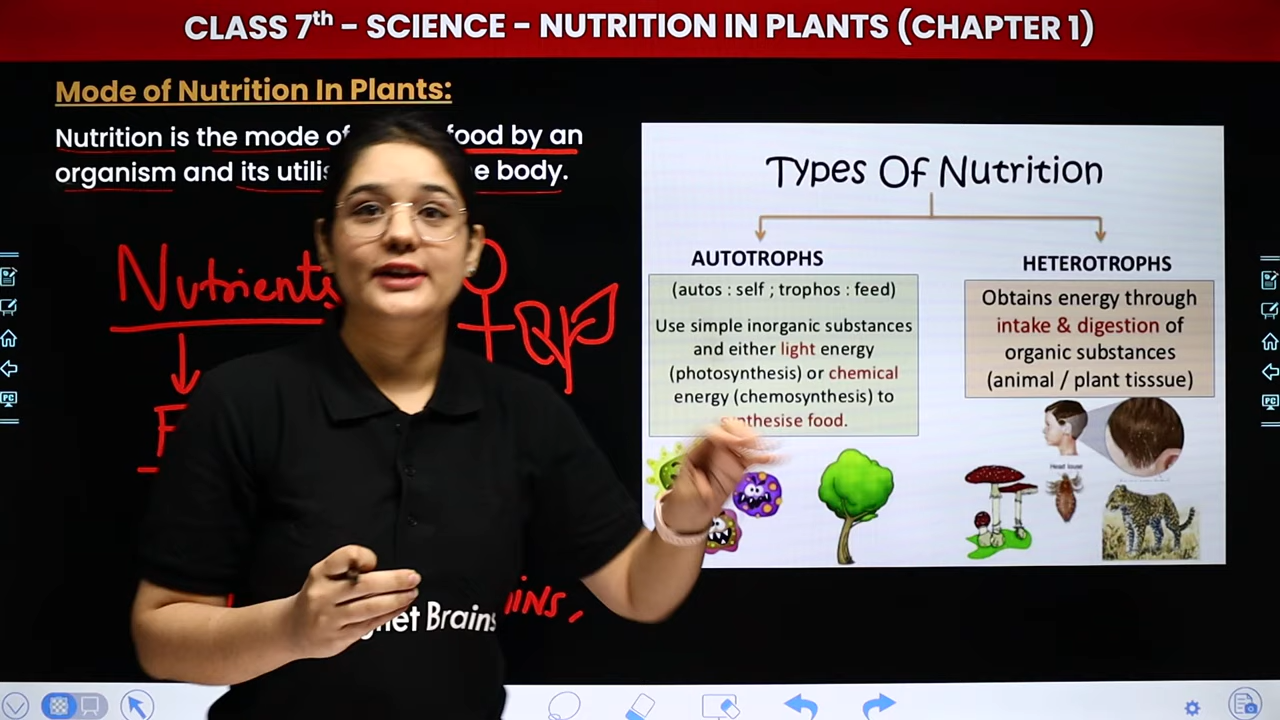 CLASS 7th – SCIENCE – NUTRITION IN PLANTS (CHAPTER 1)
Mode of Nutrition In Plants:
Nutrition is the mode of food by an
organism and its body.
Nutrients
Types Of Nutrition
AUTOTROPHS
(autos : self ; trophos : feed)
Use simple inorganic substances
and either light energy
(photosynthesis) or chemical
energy (chemosynthesis) to
synthesise food.
HETEROTROPHS
Obtains energy through
intake & digestion of
organic substances
(animal / plant tisssue)
Head louse
Brains
PC
PC